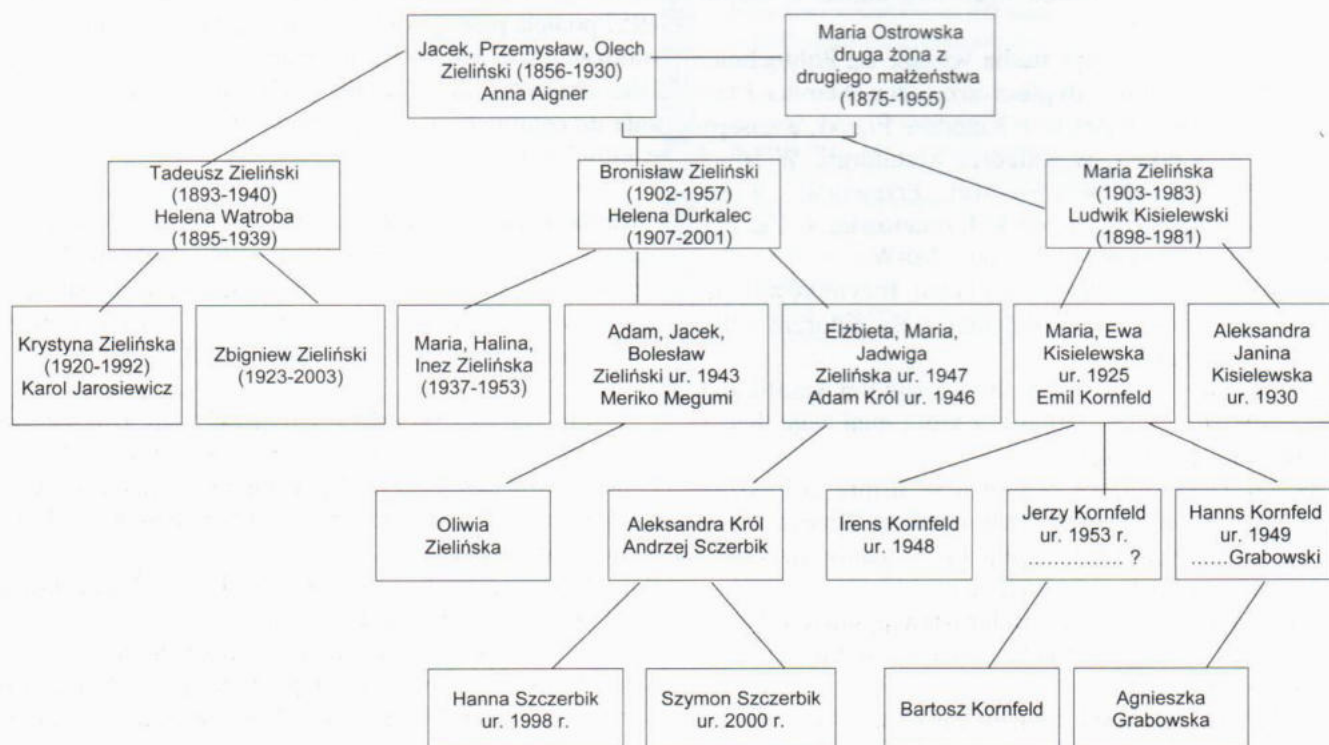 Jacek, Przemysław, Olech
Zieliński (1856-1930)
Anna Aigner
Maria Ostrowska
druga żona z
drugiego małżeństwa
(1875-1955)
Tadeusz Zieliński
(1893-1940)
Helena Wątroba
(1895-1939)
Bronisław Zieliński
(1902-1957)
Helena Durkalec
(1907-2001)
Maria Zielińska
(1903-1983)
Ludwik Kisielewski
(1898-1981)
Krystyna Zielińska
(1920-1992)
Karol Jarosiewicz
Zbigniew Zieliński
(1923-2003)
Maria, Halina,
Inez Zielińska
(1937-1953)
Adam, Jacek,
Bolesław
Zieliński ur. 1943
Meriko Megumi
Elżbieta, Maria,
Jadwiga
Zielińska ur. 1947
Adam Król ur. 1946
Maria, Ewa
Kisielewska
ur. 1925
Emil Kornfeld
Aleksandra
Janina
Kisielewska
ur. 1930
Oliwia
Zielińska
Aleksandra Król
Andrzej Sczerbik
Irens Kornfeld
ur. 1948
Jerzy Kornfeld
ur. 1953 r.
............... ?
Hanns Kornfeld
ur. 1949
......Grabowski
Hanna Szczerbik
ur. 1998 r.
Szymon Szczerbik
ur. 2000 r.
Bartosz Kornfeld
Agnieszka
Grabowska